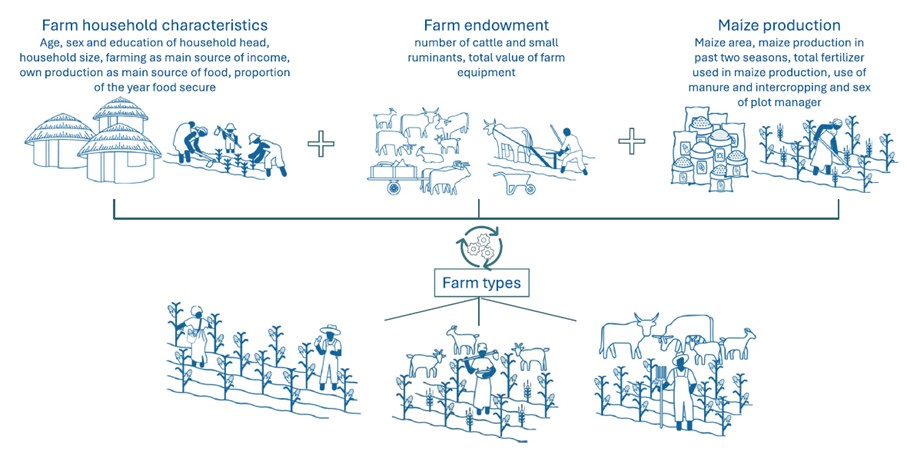 Farm household characteristics
Age, sex and education of household head,
household size, farming as main source of income,
own production as main source of food, proportion
of the year food secure
Farm endowment
number of cattle and small
ruminants, total value of farm
equipment
Maize production
Maize area, maize production in
past two seasons, total fertilizer
used in maize production, use of
manure and intercropping and sex
of plot manager
Farm types